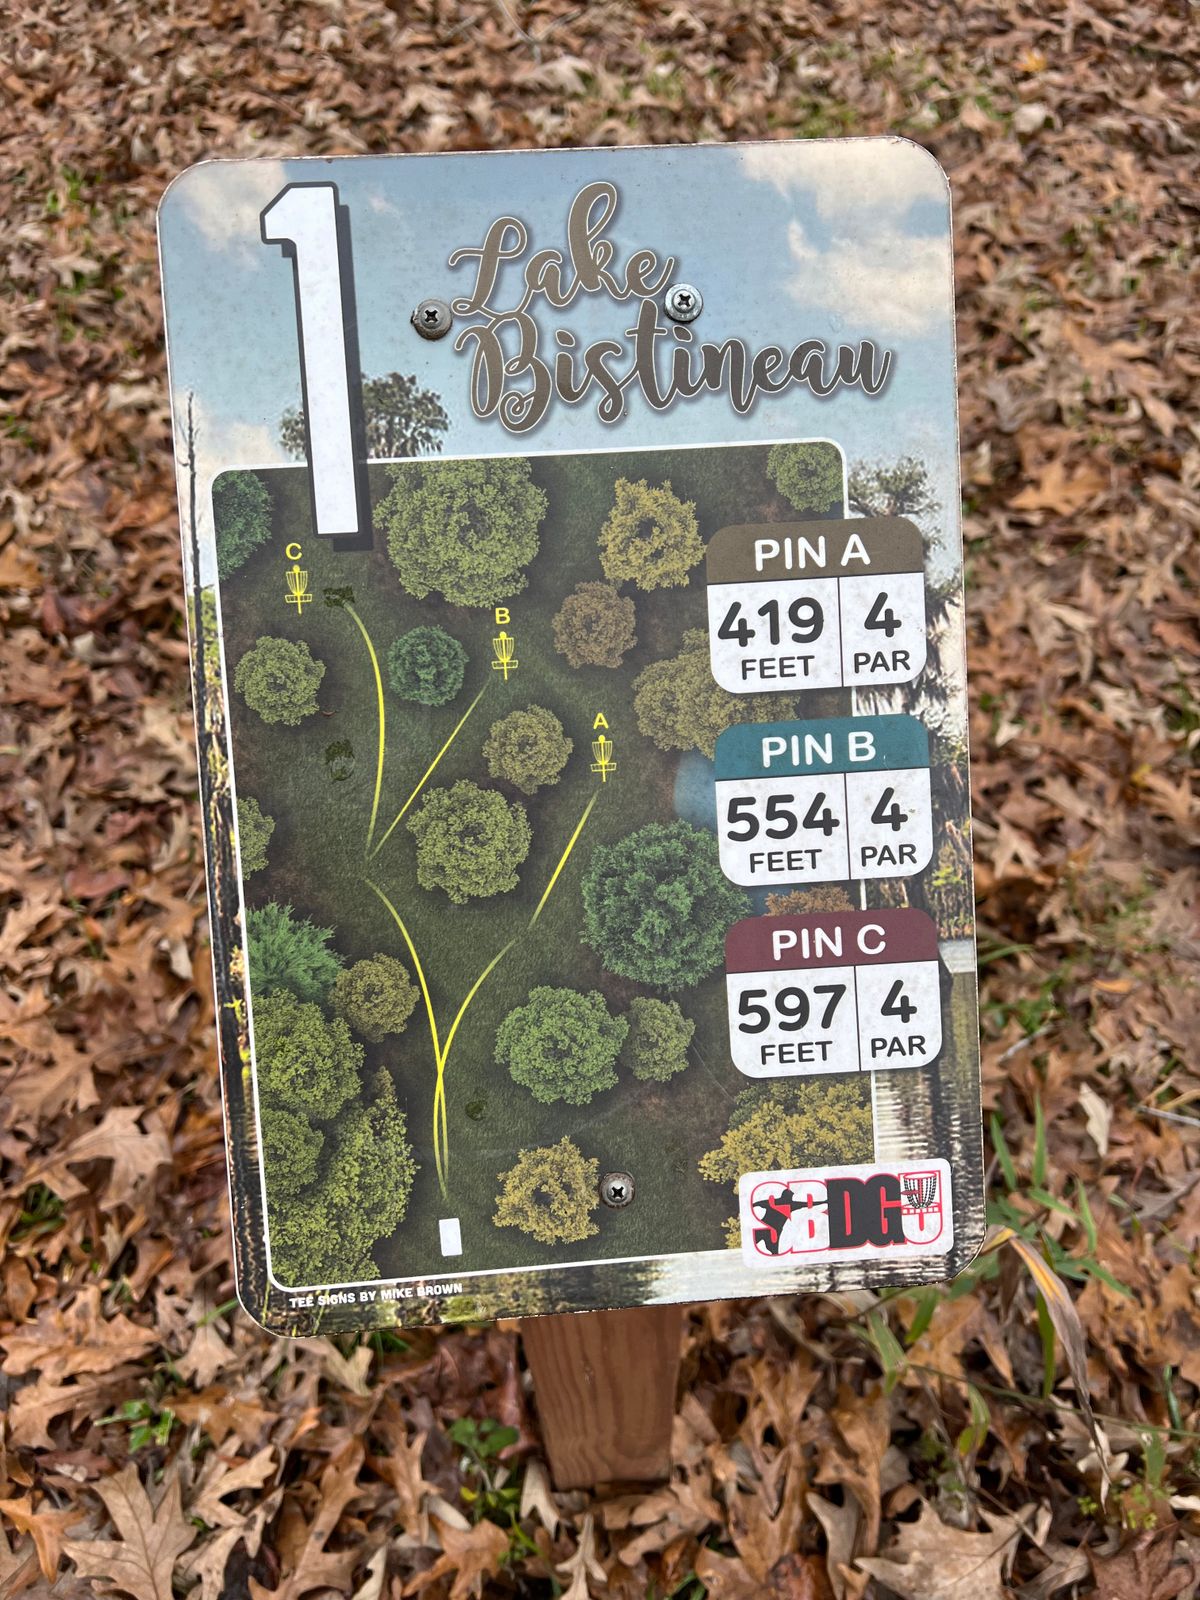 1
Lake
Bistineau
C
B
A
PIN A
419 4
FEET PAR
PIN B
554 4
FEET PAR
PIN C
597 4
FEET PAR
SBDGU
TEE SIGNS BY MIKE BROWN